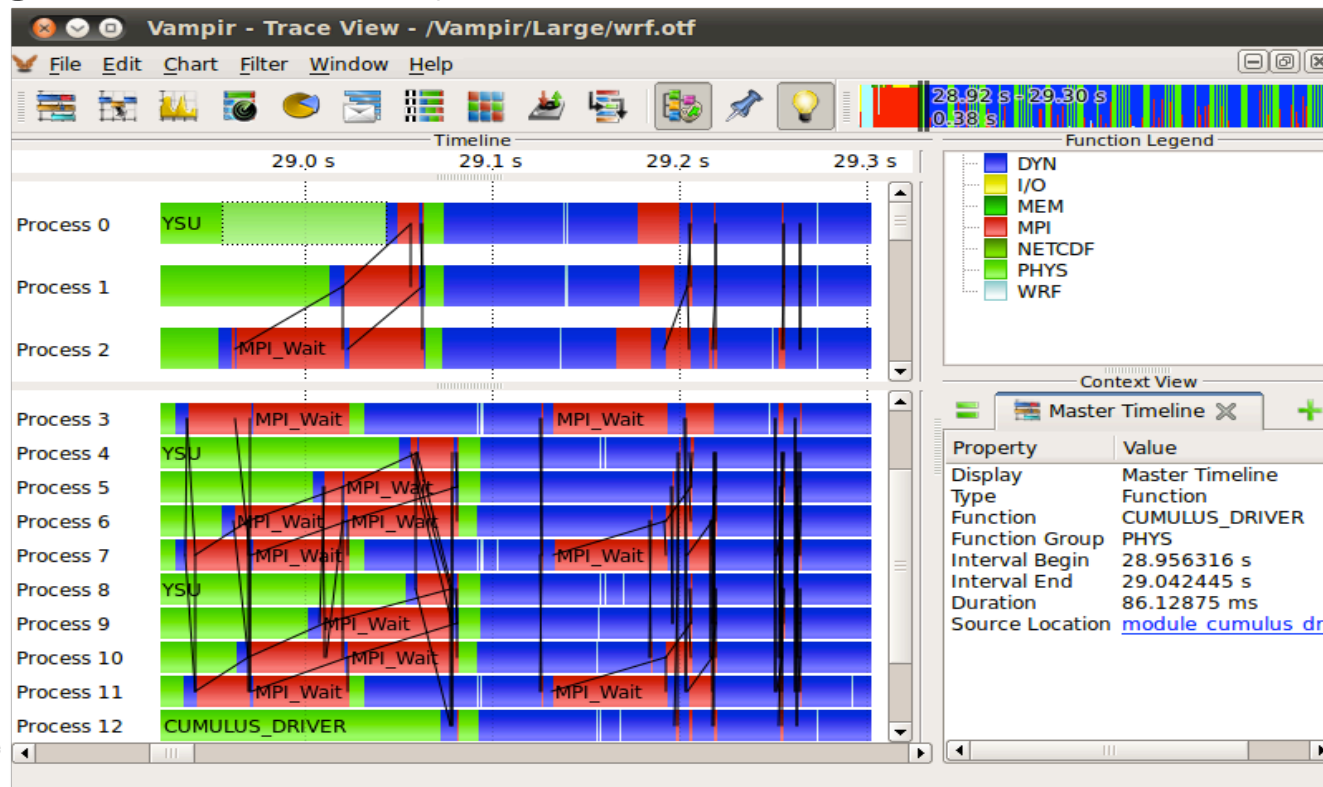 Vampir - Trace View - /Vampir/Large/wrf.otf
File Edit Chart Filter Window Help
28.92 s - 29.30 s
0.38 s
Timeline
29.0 s 29.1 s 29.2 s 29.3 s
Process 0 YSU
Process 1
Process 2 MPI_Wait
Process 3 MPI_Wait MPI_Wait
Process 4 YSU
Process 5 MPI_Wait
Process 6 MPI_Wait MPI_Wait
Process 7 MPI_Wait MPI_Wait
Process 8 YSU
Process 9 MPI_Wait
Process 10 MPI_Wait
Process 11 MPI_Wait MPI_Wait
Process 12 CUMULUS_DRIVER
Function Legend
DYN
I/O
MEM
MPI
NETCDF
PHYS
WRF
Context View
Master Timeline
Property Value
Display Master Timeline
Type Function
Function CUMULUS_DRIVER
Function Group PHYS
Interval Begin 28.956316 s
Interval End 29.042445 s
Duration 86.12875 ms
Source Location module_cumulus_dr